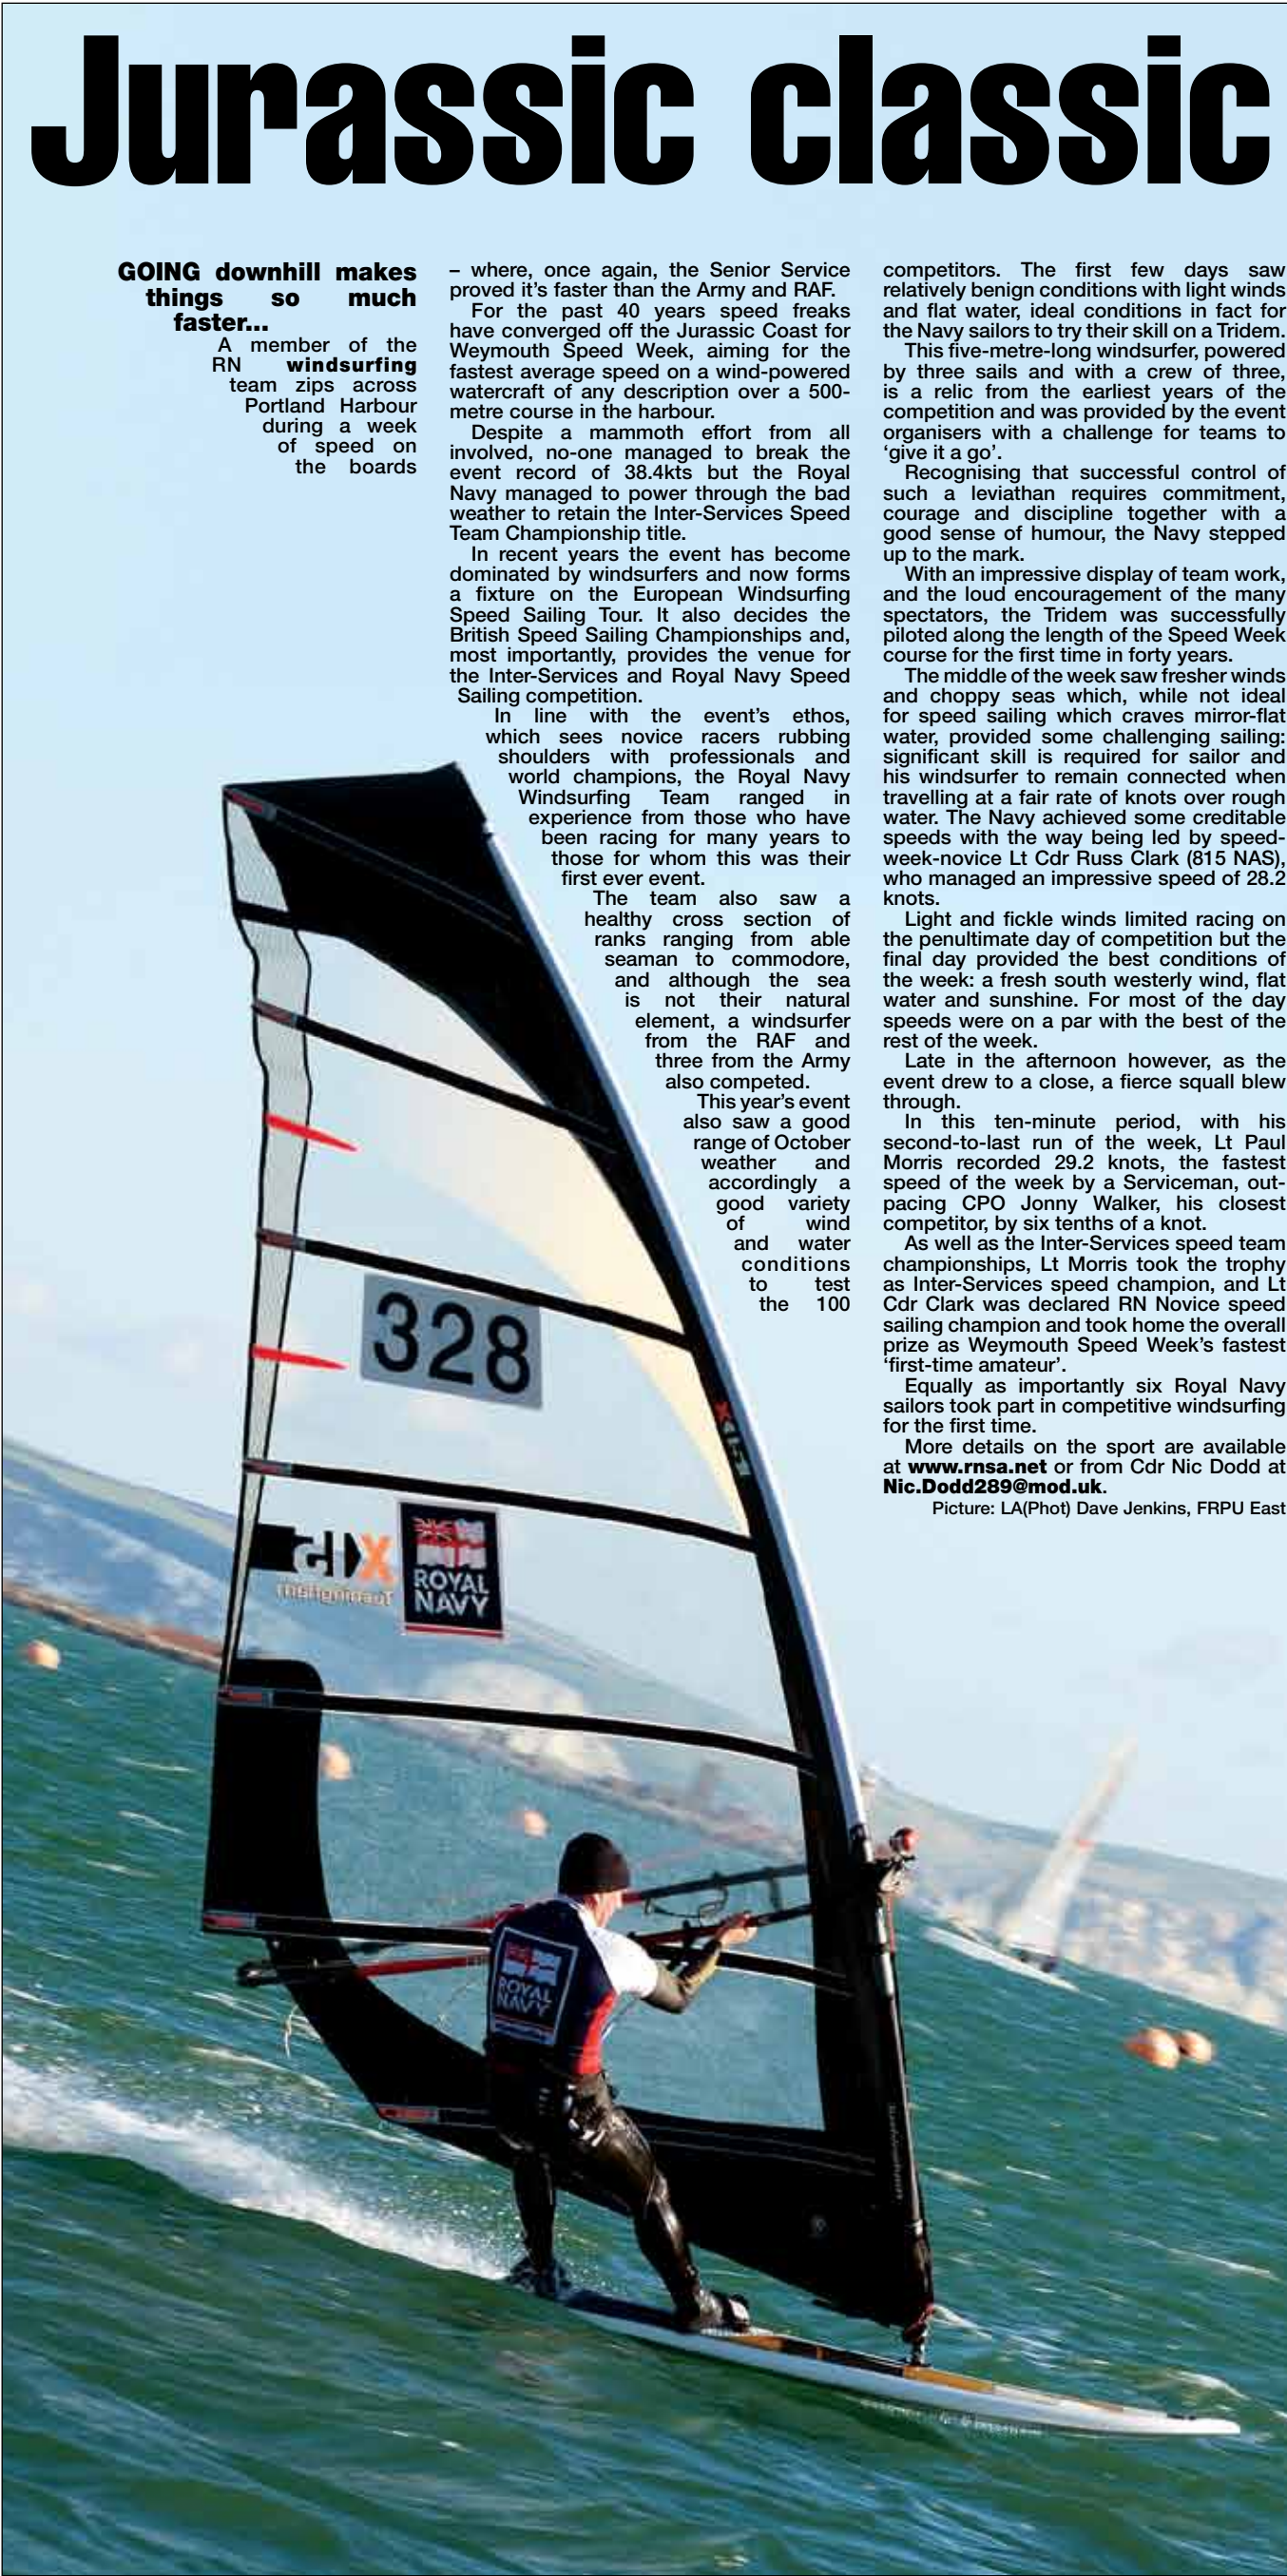 Jurassic classic
GOING downhill makes
things so much
faster...
A member of the
RN windsurfing
team zips across
Portland Harbour
during a week
of speed on
the boards
– where, once again, the Senior Service
proved it's faster than the Army and RAF.
For the past 40 years speed freaks
have converged off the Jurassic Coast for
Weymouth Speed Week, aiming for the
fastest average speed on a wind-powered
watercraft of any description over a 500-
metre course in the harbour.
Despite a mammoth effort from all
involved, no-one managed to break the
event record of 38.4kts but the Royal
Navy managed to power through the bad
weather to retain the Inter-Services Speed
Team Championship title.
In recent years the event has become
dominated by windsurfers and now forms
a fixture on the European Windsurfing
Speed Sailing Tour. It also decides the
British Speed Sailing Championships and,
most importantly, provides the venue for
the Inter-Services and Royal Navy Speed
Sailing competition.
In line with the event's ethos,
which sees novice racers rubbing
shoulders with professionals and
world champions, the Royal Navy
Windsurfing Team ranged in
experience from those who have
been racing for many years to
those for whom this was their
first ever event.
The team also saw a
healthy cross section of
ranks ranging from able
seaman to commodore,
and although the sea
is not their natural
element, a windsurfer
from the RAF and
three from the Army
also competed.
This year's event
also saw a good
range of October
weather and
accordingly a
good variety
of wind
and water
conditions
to test
the 100
competitors. The first few days saw
relatively benign conditions with light winds
and flat water, ideal conditions in fact for
the Navy sailors to try their skill on a Tridem.
This five-metre-long windsurfer, powered
by three sails and with a crew of three,
is a relic from the earliest years of the
competition and was provided by the event
organisers with a challenge for teams to
'give it a go'.
Recognising that successful control of
such a leviathan requires commitment,
courage and discipline together with a
good sense of humour, the Navy stepped
up to the mark.
With an impressive display of team work,
and the loud encouragement of the many
spectators, the Tridem was successfully
piloted along the length of the Speed Week
course for the first time in forty years.
The middle of the week saw fresher winds
and choppy seas which, while not ideal
for speed sailing which craves mirror-flat
water, provided some challenging sailing:
significant skill is required for sailor and
his windsurfer to remain connected when
travelling at a fair rate of knots over rough
water. The Navy achieved some creditable
speeds with the way being led by speed-
week-novice Lt Cdr Russ Clark (815 NAS),
who managed an impressive speed of 28.2
knots.
Light and fickle winds limited racing on
the penultimate day of competition but the
final day provided the best conditions of
the week: a fresh south westerly wind, flat
water and sunshine. For most of the day
speeds were on a par with the best of the
rest of the week.
Late in the afternoon however, as the
event drew to a close, a fierce squall blew
through.
In this ten-minute period, with his
second-to-last run of the week, Lt Paul
Morris recorded 29.2 knots, the fastest
speed of the week by a Serviceman, out-
pacing CPO Jonny Walker, his closest
competitor, by six tenths of a knot.
As well as the Inter-Services speed team
championships, Lt Morris took the trophy
as Inter-Services speed champion, and Lt
Cdr Clark was declared RN Novice speed
sailing champion and took home the overall
prize as Weymouth Speed Week's fastest
'first-time amateur'.
Equally as importantly six Royal Navy
sailors took part in competitive windsurfing
for the first time.
More details on the sport are available
at www.rnsa.net or from Cdr Nic Dodd at
Nic.Dodd289@mod.uk.
Picture: LA(Phot) Dave Jenkins, FRPU East
328
ROYAL
NAVY
ROYAL
NAVY